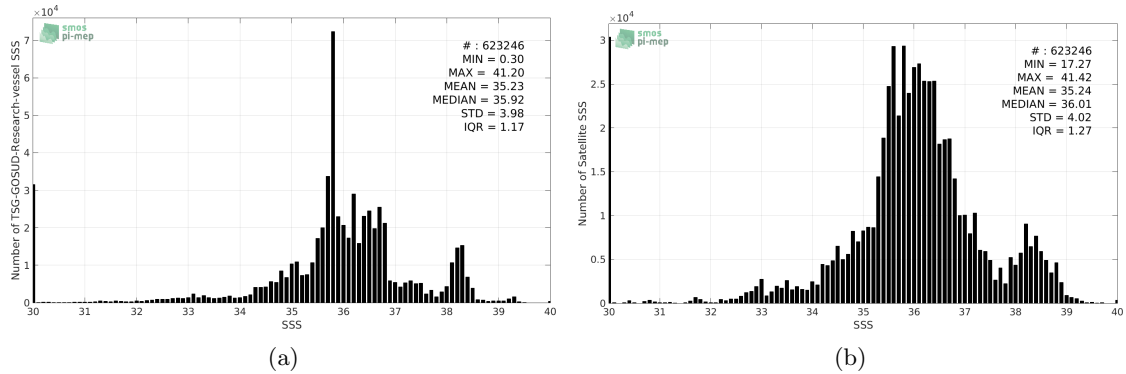 ×10⁴
smos
pi-mep
# : 623246
MIN = 0.30
MAX = 41.20
MEAN = 35.23
MEDIAN = 35.92
STD = 3.98
IQR = 1.17
Number of TSG-GOSUD-Research-vessel SSS
7
6
5
4
3
2
1
0
30 31 32 33 34 35 36 37 38 39 40
SSS
(a)
×10⁴
smos
pi-mep
# : 623246
MIN = 17.27
MAX = 41.42
MEAN = 35.24
MEDIAN = 36.01
STD = 4.02
IQR = 1.27
Number of Satellite SSS
3
2.5
2
1.5
1
0.5
0
30 31 32 33 34 35 36 37 38 39 40
SSS
(b)